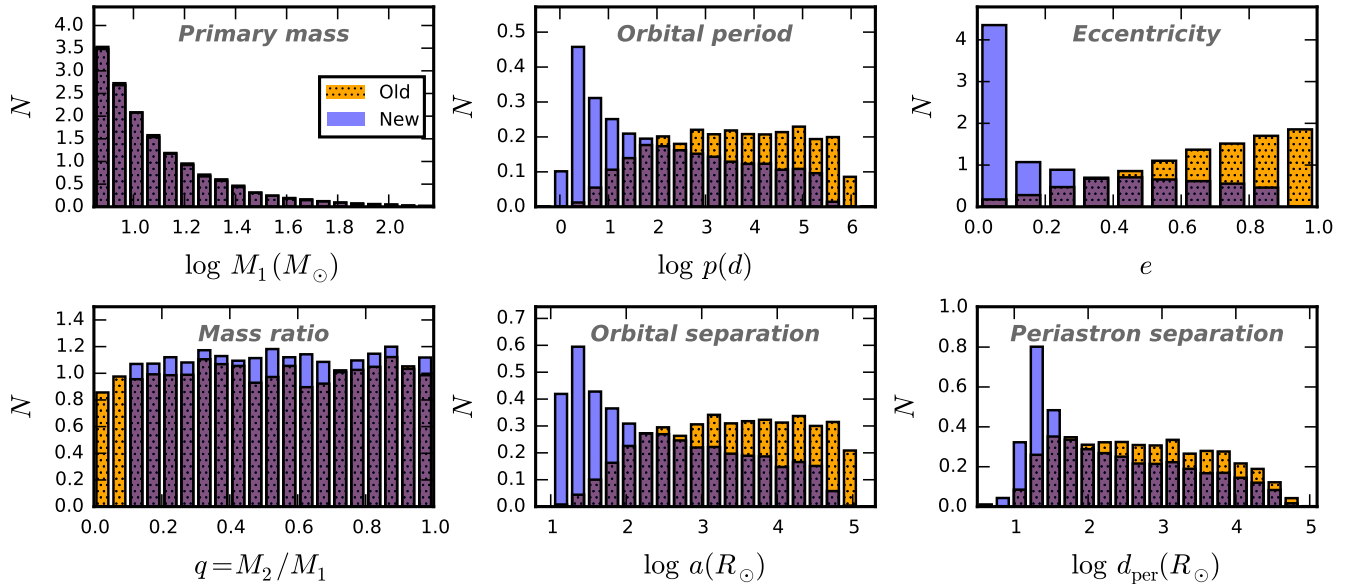 Primary mass
N
4.0
3.5
3.0
2.5
2.0
1.5
1.0
0.5
0.0
Old
New
1.0 1.2 1.4 1.6 1.8 2.0
log M₁(M⊙)
Orbital period
N
0.5
0.4
0.3
0.2
0.1
0.0
0 1 2 3 4 5 6
log p(d)
Eccentricity
N
4
3
2
1
0
0.0 0.2 0.4 0.6 0.8 1.0
e
Mass ratio
N
1.4
1.2
1.0
0.8
0.6
0.4
0.2
0.0
0.0 0.2 0.4 0.6 0.8 1.0
q=M₂/M₁
Orbital separation
N
0.7
0.6
0.5
0.4
0.3
0.2
0.1
0.0
1 2 3 4 5
log a(R⊙)
Periastron separation
N
1.0
0.8
0.6
0.4
0.2
0.0
1 2 3 4 5
log d_per(R⊙)